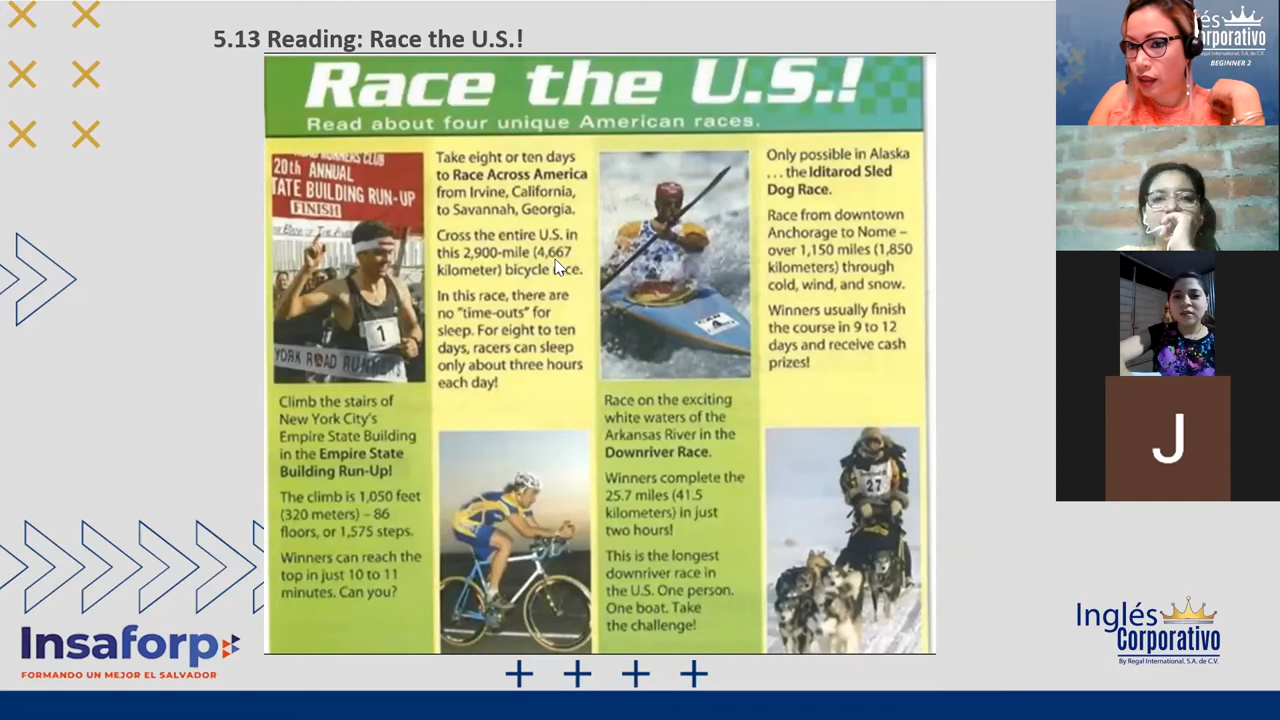 5.13 Reading: Race the U.S.!
Race the U.S.!
Read about four unique American races.
20th ANNUAL
TATE BUILDING RUN-UP
FINISH
1
YORK ROAD RUNNERS
Climb the stairs of
New York City's
Empire State Building
in the Empire State
Building Run-Up!
The climb is 1,050 feet
(320 meters) – 86
floors, or 1,575 steps.
Winners can reach the
top in just 10 to 11
minutes. Can you?
Take eight or ten days
to Race Across America
from Irvine, California,
to Savannah, Georgia.
Cross the entire U.S. in
this 2,900-mile (4,667
kilometer) bicycle
In this race, there are
no "time-outs" for
sleep. For eight to ten
days, racers can sleep
only about three hours
each day!
Race on the exciting
white waters of the
Arkansas River in the
Downriver Race.
Winners complete the
25.7 miles (41.5
kilometers) in just
two hours!
This is the longest
downriver race in
the U.S. One person.
One boat. Take
the challenge!
Only possible in Alaska
. . . the Iditarod Sled
Dog Race.
Race from downtown
Anchorage to Nome –
over 1,150 miles (1,850
kilometers) through
cold, wind, and snow.
Winners usually finish
the course in 9 to 12
days and receive cash
prizes!
27
Insaforp
FORMANDO UN MEJOR EL SALVADOR
Inglés
Corporativo
By Regal International, S.A. de C.V.
és
orporativo
By Regal International, S.A. de C.V.
BEGINNER 2
J